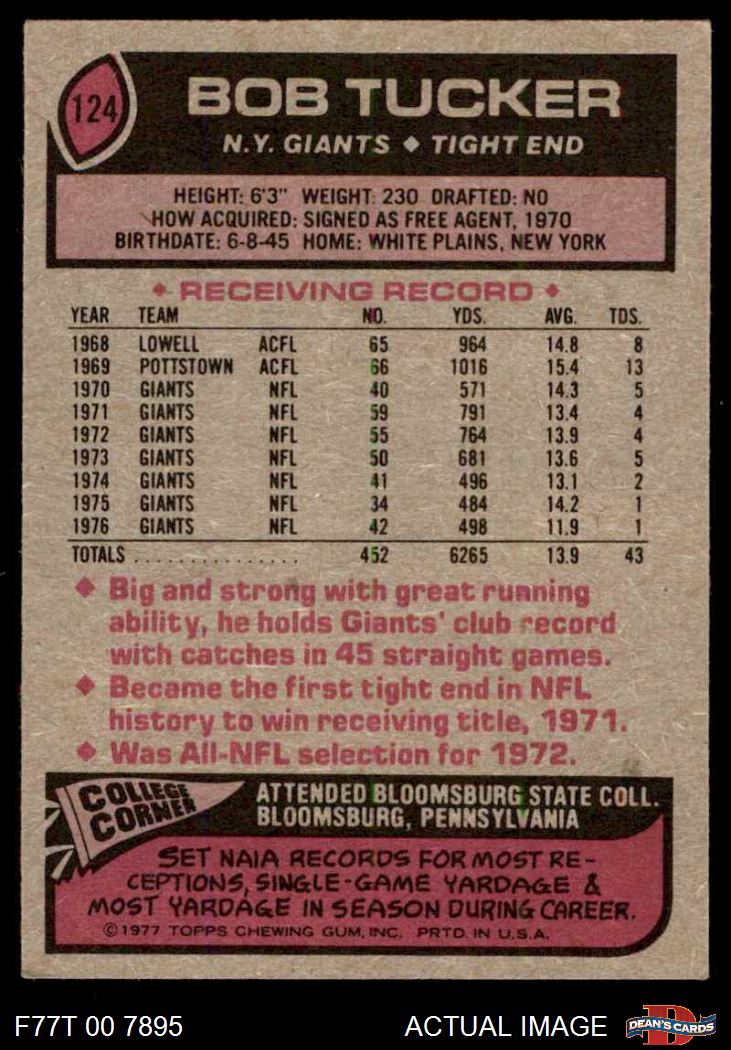 124
BOB TUCKER
N.Y. GIANTS ◆ TIGHT END
HEIGHT: 6'3" WEIGHT: 230 DRAFTED: NO
HOW ACQUIRED: SIGNED AS FREE AGENT, 1970
BIRTHDATE: 6-8-45 HOME: WHITE PLAINS, NEW YORK
◆ RECEIVING RECORD ◆
YEAR TEAM NO. YDS. AVG. TDS.
1968 LOWELL ACFL 65 964 14.8 8
1969 POTTSTOWN ACFL 66 1016 15.4 13
1970 GIANTS NFL 40 571 14.3 5
1971 GIANTS NFL 59 791 13.4 4
1972 GIANTS NFL 55 764 13.9 4
1973 GIANTS NFL 50 681 13.6 5
1974 GIANTS NFL 41 496 13.1 2
1975 GIANTS NFL 34 484 14.2 1
1976 GIANTS NFL 42 498 11.9 1
TOTALS ................ 452 6265 13.9 43
◆ Big and strong with great running
ability, he holds Giants' club record
with catches in 45 straight games.
◆ Became the first tight end in NFL
history to win receiving title, 1971.
◆ Was All-NFL selection for 1972.
COLLEGE
CORNER
ATTENDED BLOOMSBURG STATE COLL.
BLOOMSBURG, PENNSYLVANIA
SET NAIA RECORDS FOR MOST RE-
CEPTIONS, SINGLE-GAME YARDAGE &
MOST YARDAGE IN SEASON DURING CAREER.
©1977 TOPPS CHEWING GUM, INC. PRTD. IN U.S.A.
F77T 00 7895 ACTUAL IMAGE
D
DEAN'S CARDS